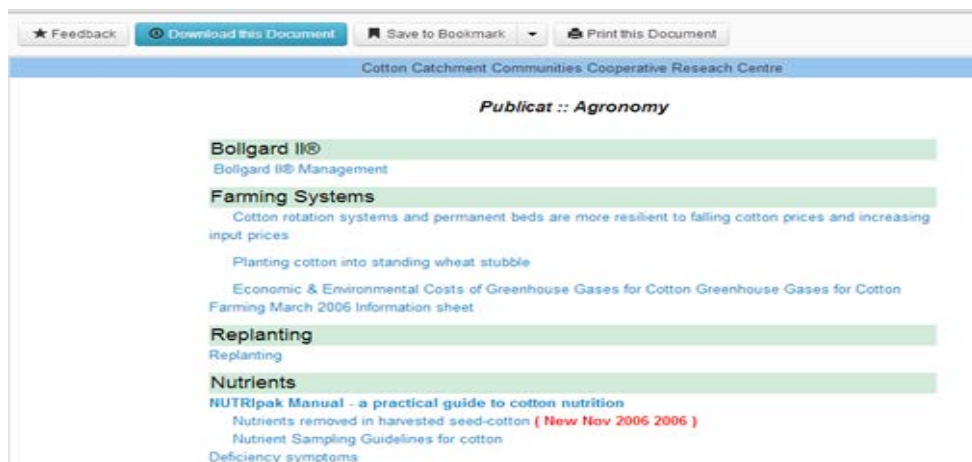 Feedback Download this Document Save to Bookmark Print this Document
Cotton Catchment Communities Cooperative Reseach Centre
Publicat :: Agronomy
Bollgard II®
Bollgard II® Management
Farming Systems
Cotton rotation systems and permanent beds are more resilient to falling cotton prices and increasing
input prices
Planting cotton into standing wheat stubble
Economic & Environmental Costs of Greenhouse Gases for Cotton Greenhouse Gases for Cotton
Farming March 2006 Information sheet
Replanting
Replanting
Nutrients
NUTRIpak Manual - a practical guide to cotton nutrition
Nutrients removed in harvested seed-cotton ( New Nov 2006 2006 )
Nutrient Sampling Guidelines for cotton
Deficiency symptoms